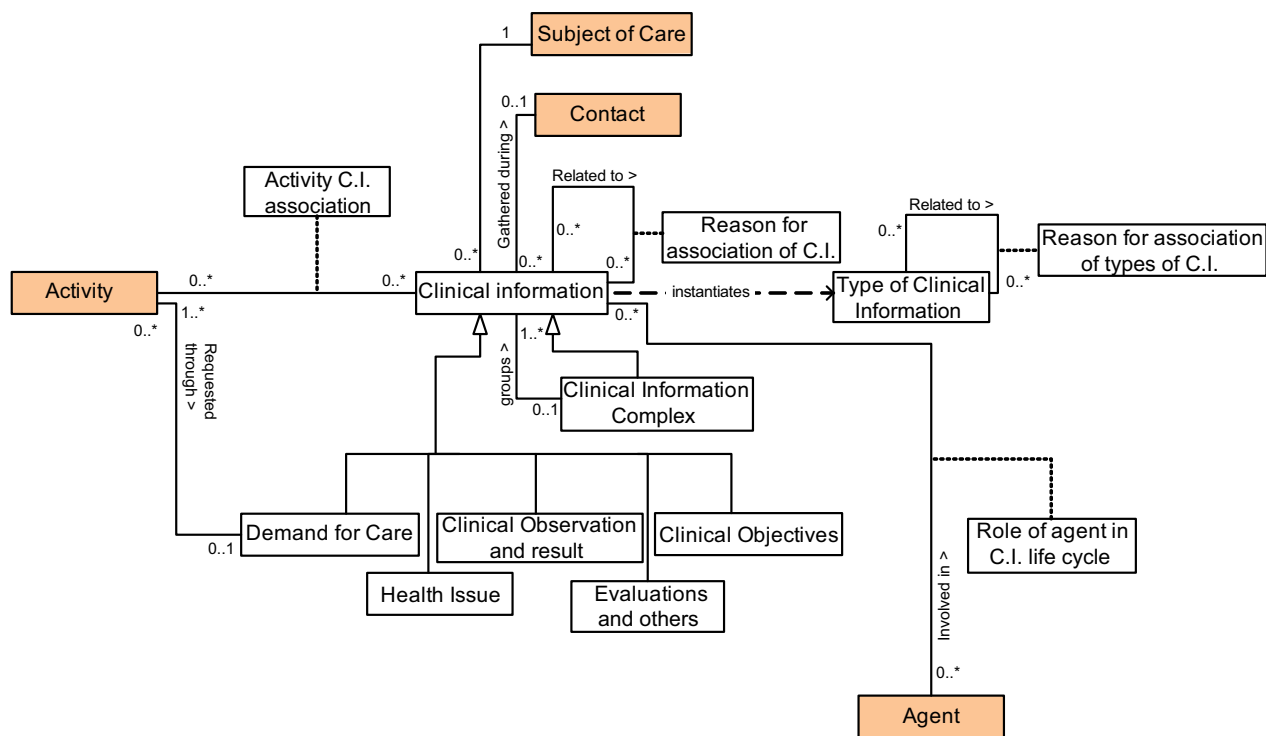 1
Subject of Care
0..1
Contact
Gathered during >
Related to >
Activity C.I.
association
Related to >
0..*
Reason for
association of C.I.
0..*
Reason for association
of types of C.I.
0..*
0..*
0..*
0..*
Activity
0..*
0..*
Clinical information
instantiates
Type of Clinical
Information
0..*
1..*
0..*
1..*
0..*
Requested
through >
groups >
Clinical Information
Complex
0..1
Demand for Care
0..1
Clinical Observation
and result
Clinical Objectives
Role of agent in
C.I. life cycle
Health Issue
Evaluations
and others
Involved in >
0..*
Agent